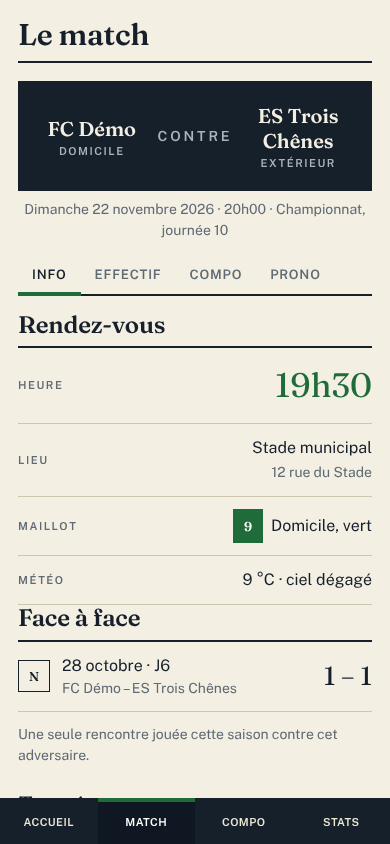 Le match
FC Démo
DOMICILE
CONTRE
ES Trois
Chênes
EXTÉRIEUR
Dimanche 22 novembre 2026 · 20h00 · Championnat,
journée 10
INFO EFFECTIF COMPO PRONO
Rendez-vous
HEURE 19h30
LIEU Stade municipal
12 rue du Stade
MAILLOT 9 Domicile, vert
MÉTÉO 9 °C · ciel dégagé
Face à face
N 28 octobre · J6 1 – 1
FC Démo – ES Trois Chênes
Une seule rencontre jouée cette saison contre cet
adversaire.
ACCUEIL MATCH COMPO STATS